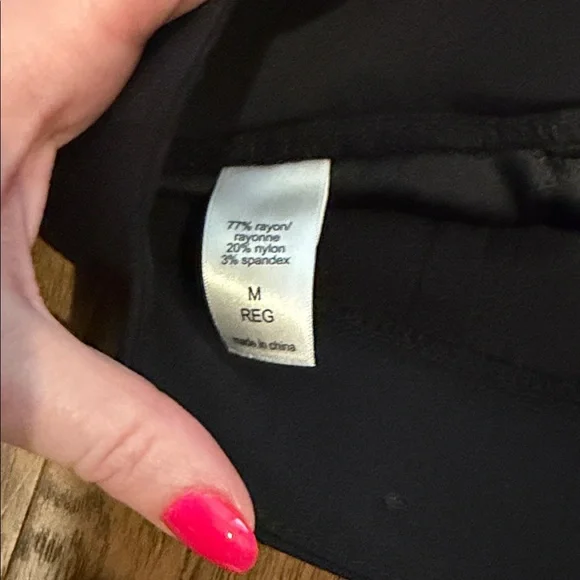 77% rayon/
rayonne
20% nylon
3% spandex
M
REG
made in china